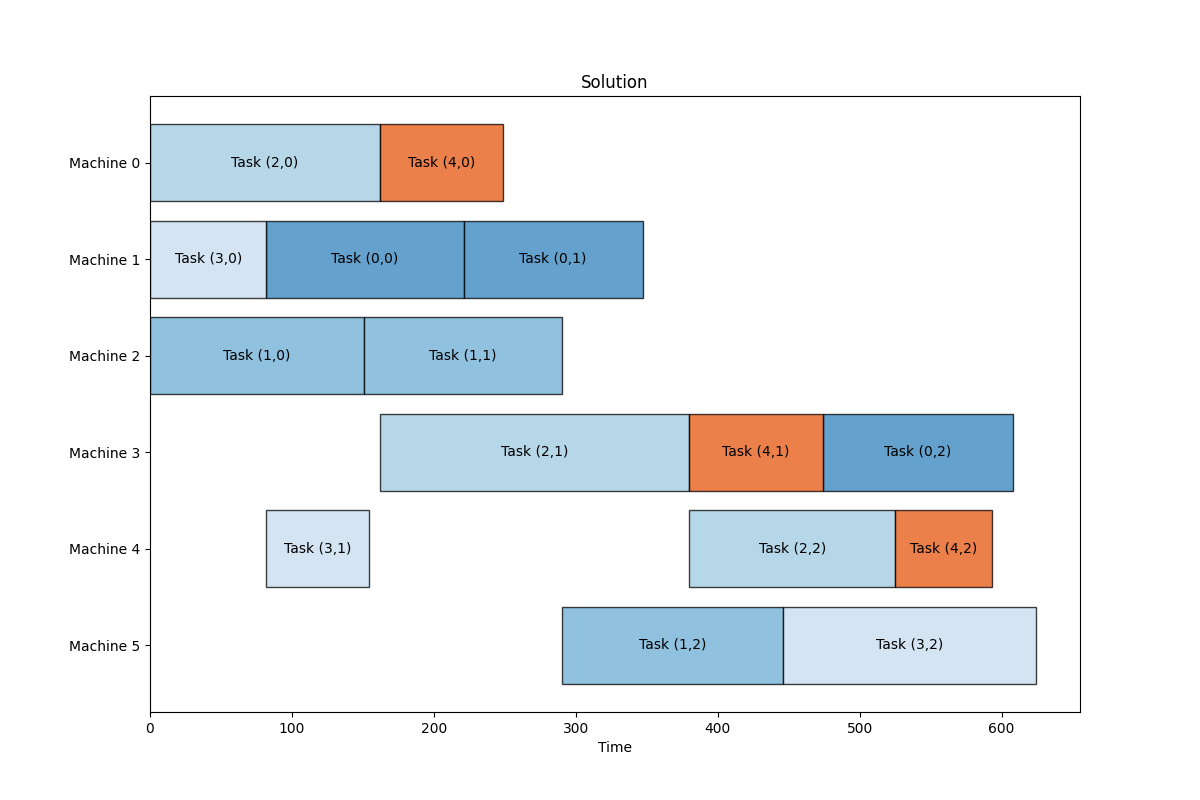 Solution
Machine 0
Task (2,0)
Task (4,0)
Machine 1
Task (3,0)
Task (0,0)
Task (0,1)
Machine 2
Task (1,0)
Task (1,1)
Machine 3
Task (2,1)
Task (4,1)
Task (0,2)
Machine 4
Task (3,1)
Task (2,2)
Task (4,2)
Machine 5
Task (1,2)
Task (3,2)
0 100 200 300 400 500 600
Time